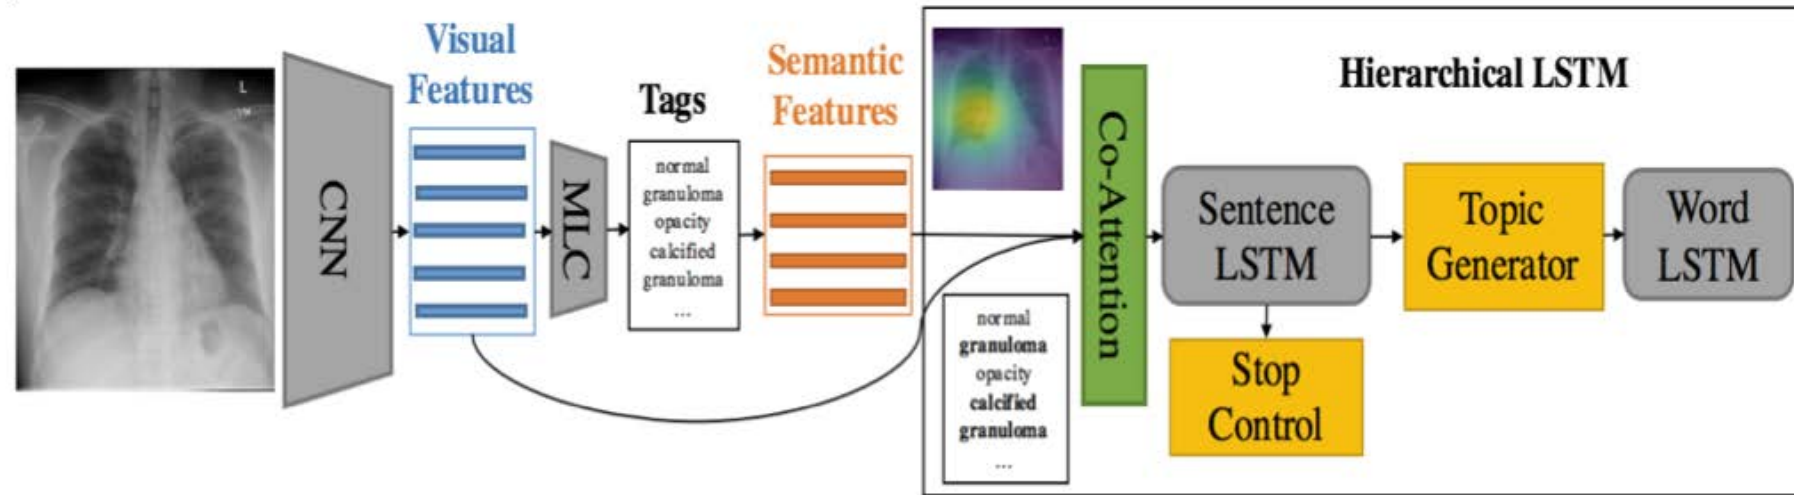 L
CNN
Visual
Features
MLC
Tags
normal
granuloma
opacity
calcified
granuloma
...
Semantic
Features
normal
granuloma
opacity
calcified
granuloma
...
Co-Attention
Hierarchical LSTM
Sentence
LSTM
Stop
Control
Topic
Generator
Word
LSTM